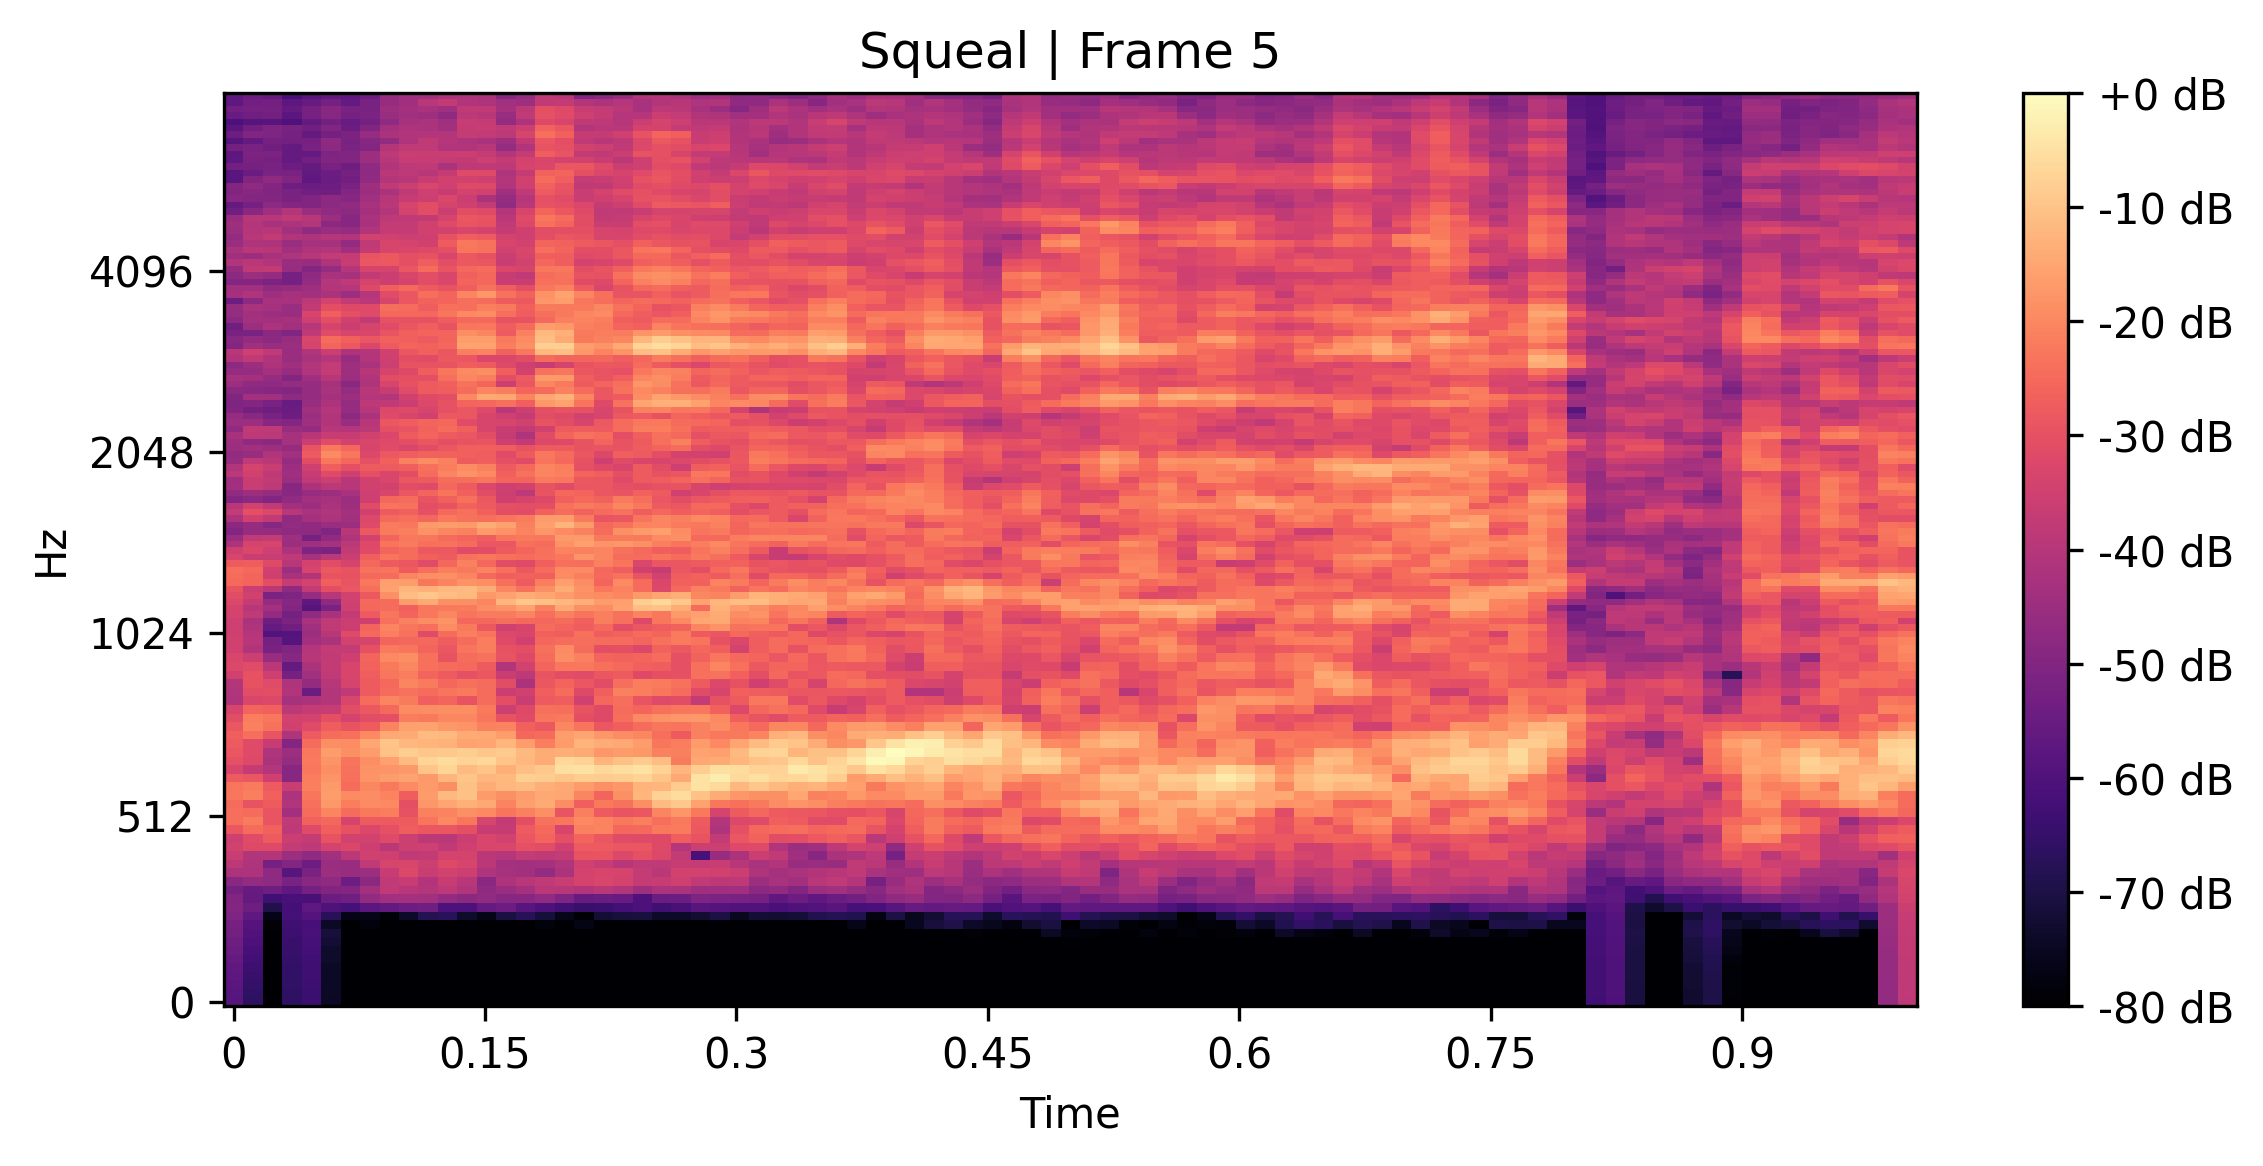 Squeal | Frame 5
Hz
4096
2048
1024
512
0
0 0.15 0.3 0.45 0.6 0.75 0.9
Time
+0 dB
-10 dB
-20 dB
-30 dB
-40 dB
-50 dB
-60 dB
-70 dB
-80 dB